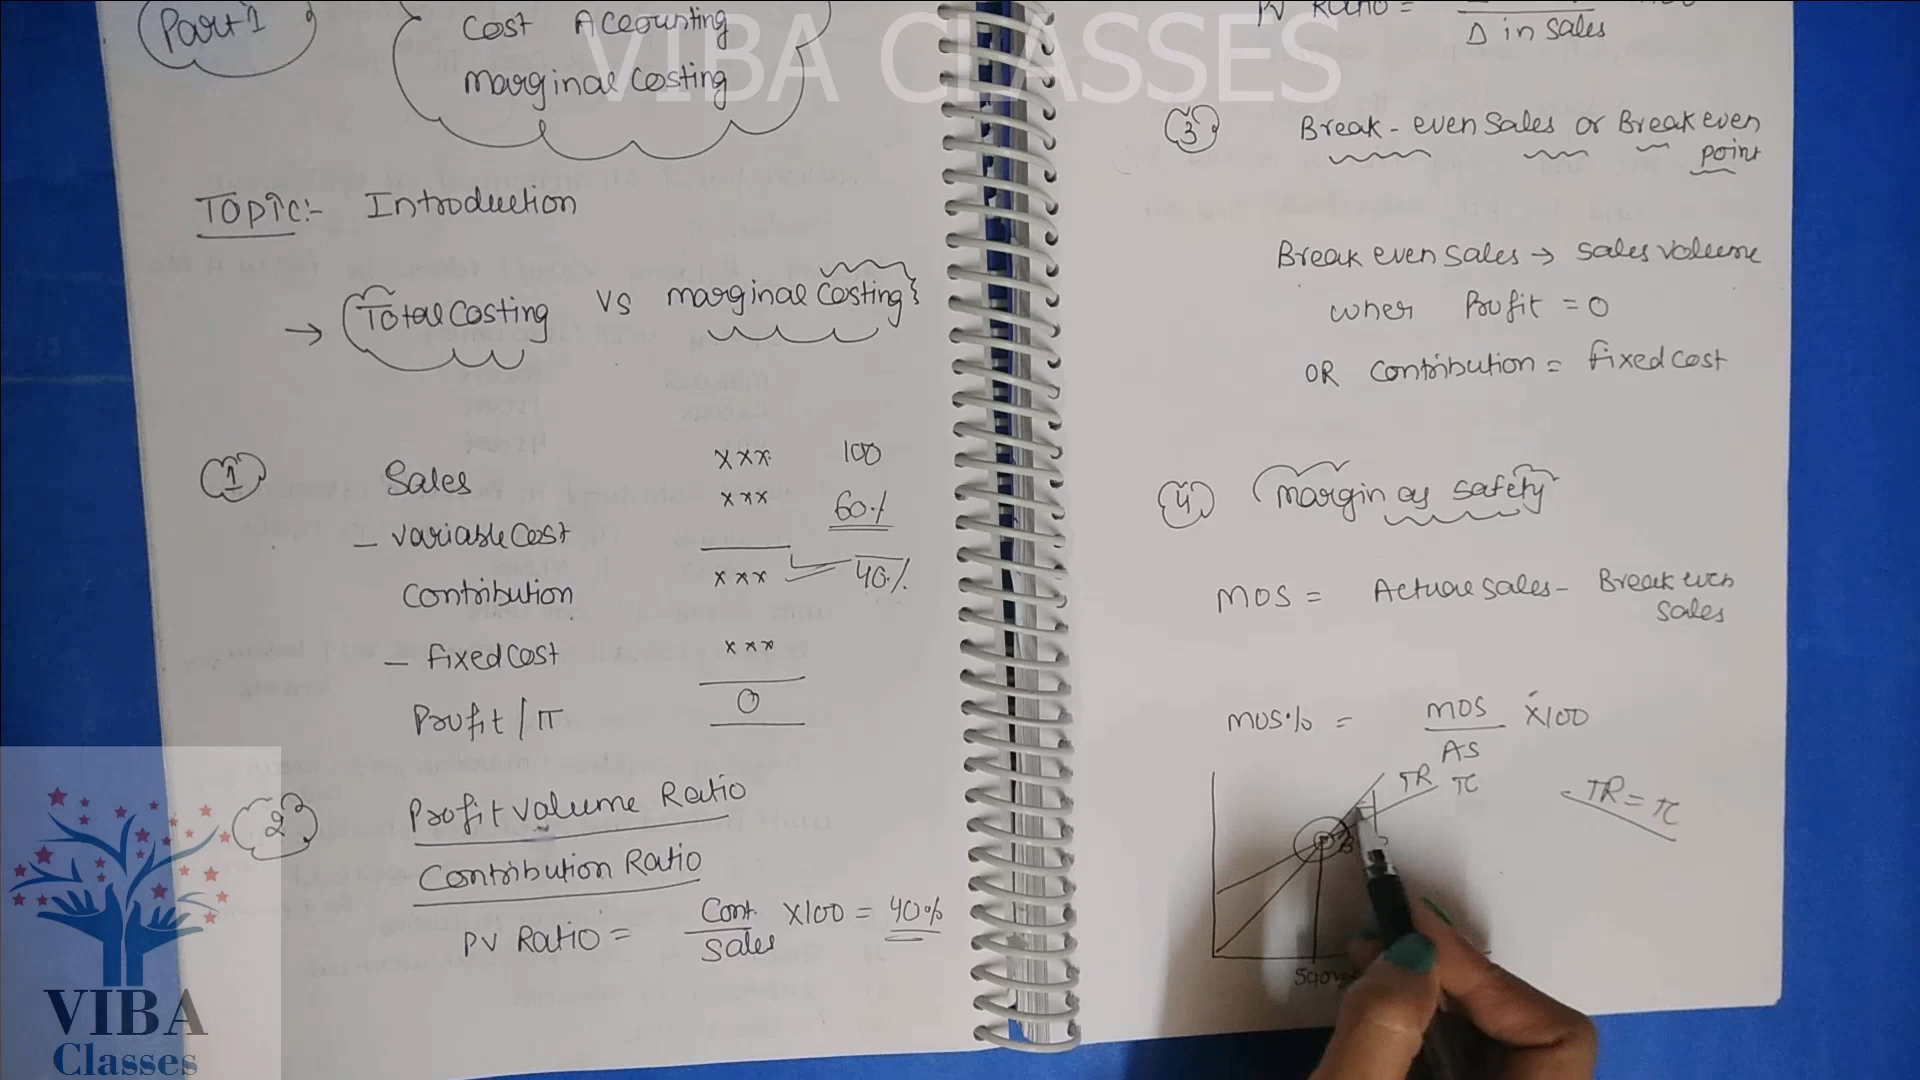 Part 1
Cost Accounting
marginal costing
VIBA CLASSES
TOPIC:- Introduction
→ Total costing vs marginal costing
1
Sales xxx 100
- variable cost xxx 60%
Contribution xxx 40%
- fixed cost xxx
Profit / π 0
2
Profit volume Ratio
Contribution Ratio
PV Ratio = Cont. / Sales X100 = 40%
PV Ratio =
Δ in sales
3
Break-even Sales or Break even point
Break even sales → sales volume
when Profit = 0
OR Contribution = fixed cost
4
margin of safety
MOS = Actual sales - Break even sales
MOS% = MOS / AS X100
TR TC
TR = TC
VIBA
Classes